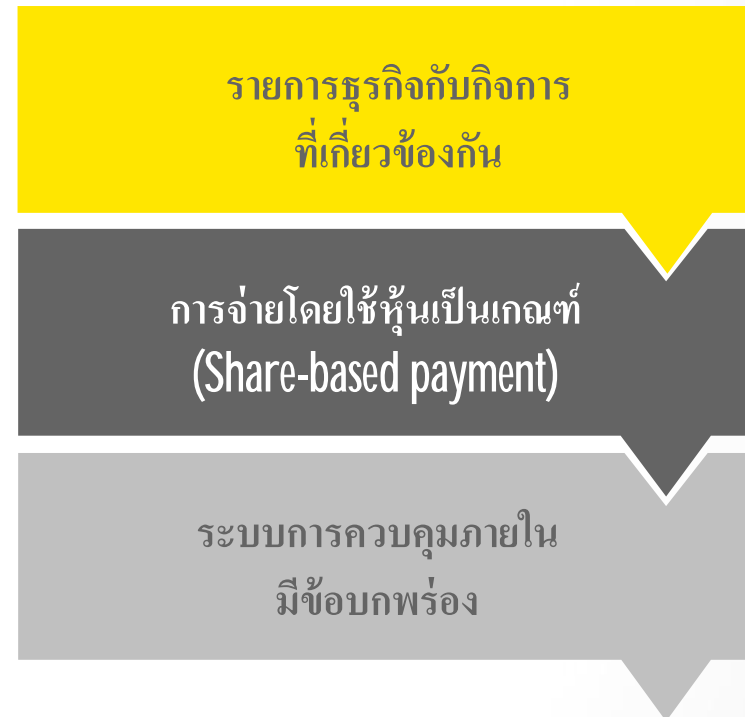 รายการธุรกิจกับกิจการ
ที่เกี่ยวข้องกัน
การจ่ายโดยใช้หุ้นเป็นเกณฑ์
(Share-based payment)
ระบบการควบคุมภายใน
มีข้อบกพร่อง